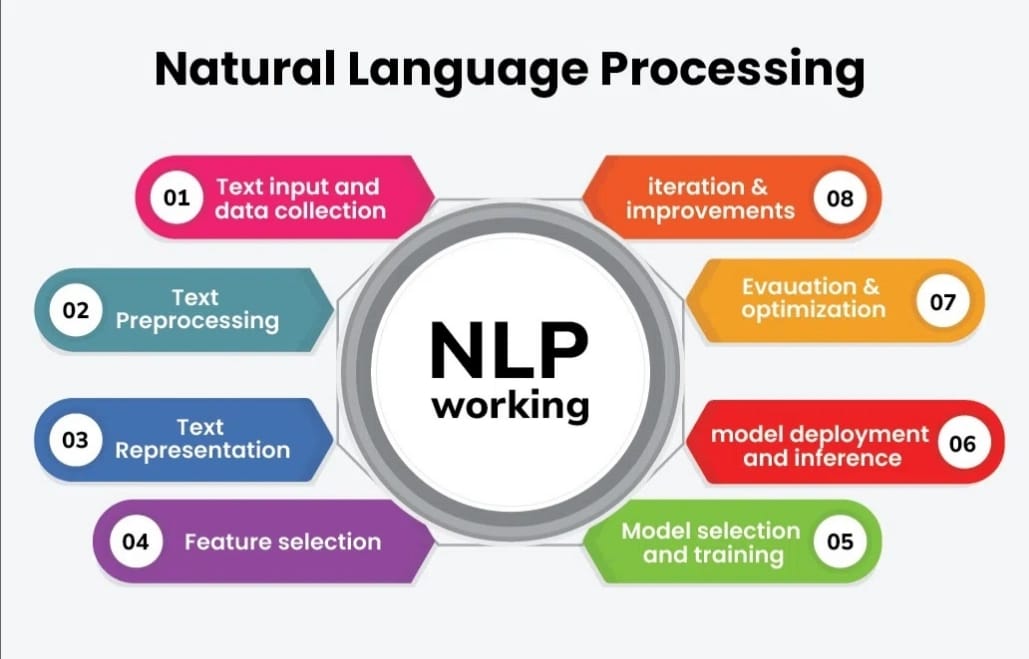 Natural Language Processing
01
Text input and
data collection
02
Text
Preprocessing
03
Text
Representation
04
Feature selection
NLP
working
Model selection
and training
05
model deployment
and inference
06
Evauation &
optimization
07
iteration &
improvements
08